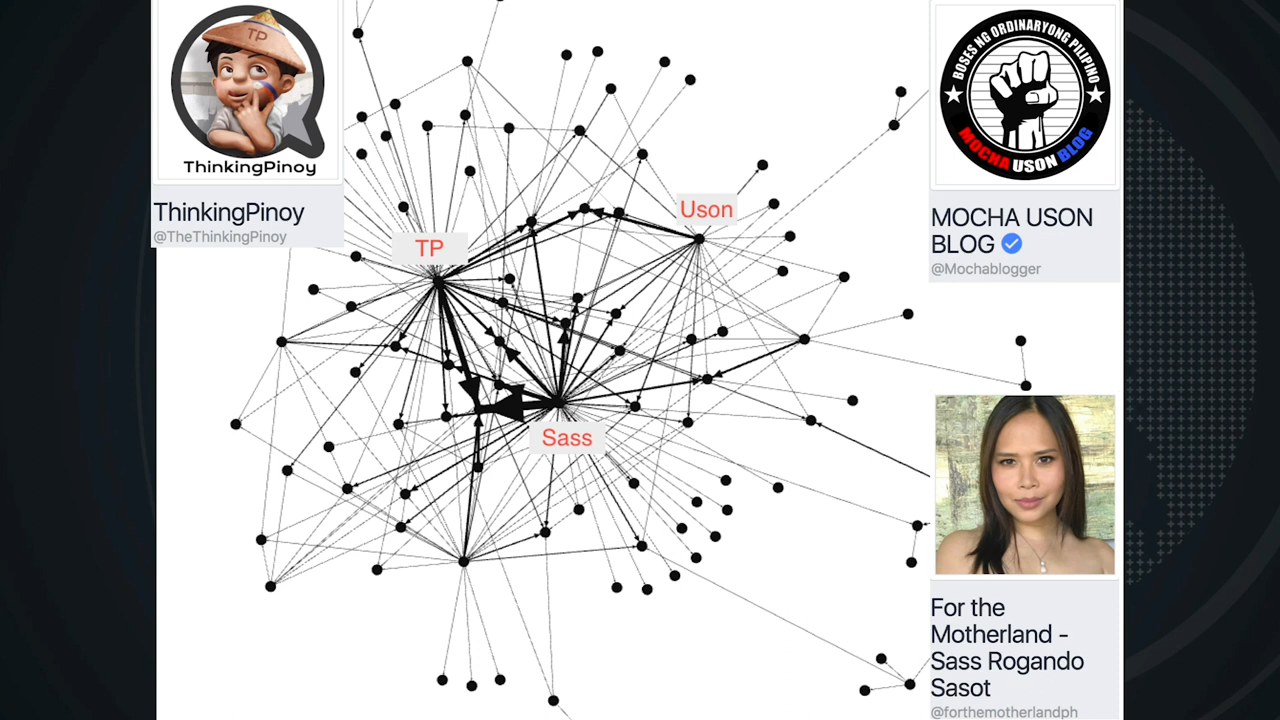 TP
ThinkingPinoy
ThinkingPinoy
@TheThinkingPinoy
TP
Uson
Sass
BOSES NG ORDINARYONG PILIPINO
MOCHA USON BLOG
MOCHA USON
BLOG
@Mochablogger
For the
Motherland -
Sass Rogando
Sasot
@forthemotherlandph